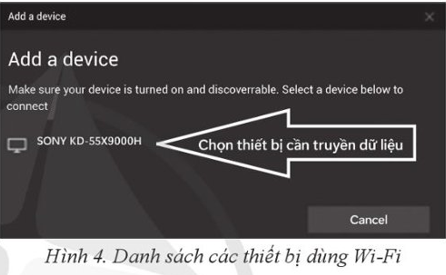 Add a device
Add a device
Make sure your device is turned on and discoverrable. Select a device below to
connect
SONY KD-55X9000H
Chọn thiết bị cần truyền dữ liệu
Cancel
Hình 4. Danh sách các thiết bị dùng Wi-Fi